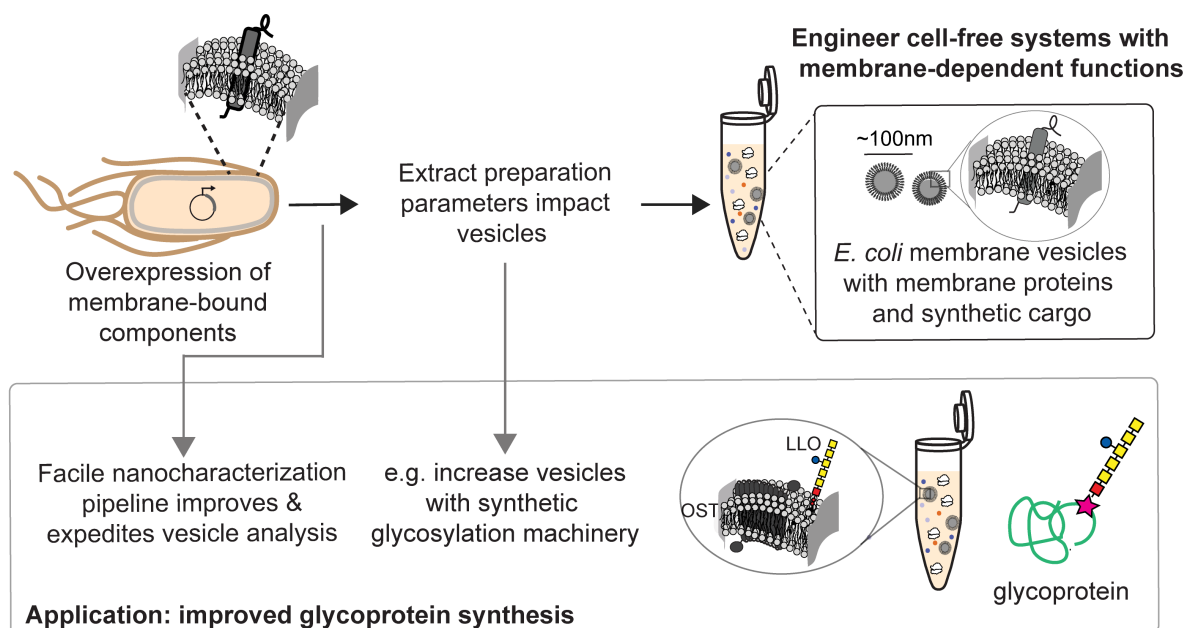 Engineer cell-free systems with
membrane-dependent functions
~100nm
E. coli membrane vesicles
with membrane proteins
and synthetic cargo
Extract preparation
parameters impact
vesicles
Overexpression of
membrane-bound
components
Facile nanocharacterization
pipeline improves &
expedites vesicle analysis
e.g. increase vesicles
with synthetic
glycosylation machinery
LLO
OST
glycoprotein
Application: improved glycoprotein synthesis